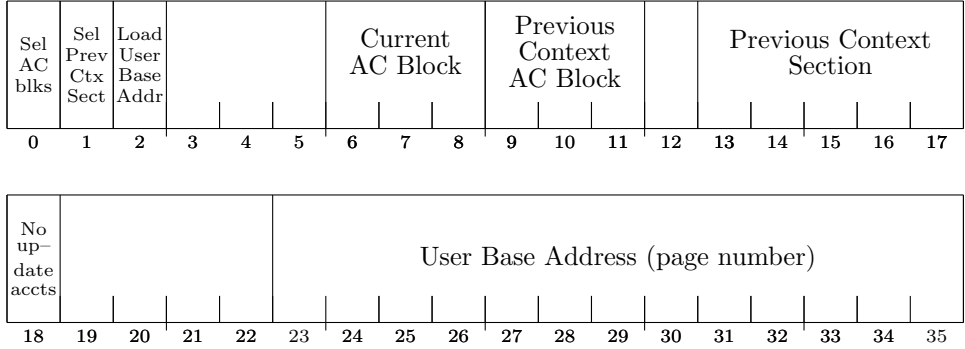 Sel
AC
blks
Sel
Prev
Ctx
Sect
Load
User
Base
Addr
Current
AC Block
Previous
Context
AC Block
Previous Context
Section
0 1 2 3 4 5 6 7 8 9 10 11 12 13 14 15 16 17
No
up–
date
accts
User Base Address (page number)
18 19 20 21 22 23 24 25 26 27 28 29 30 31 32 33 34 35